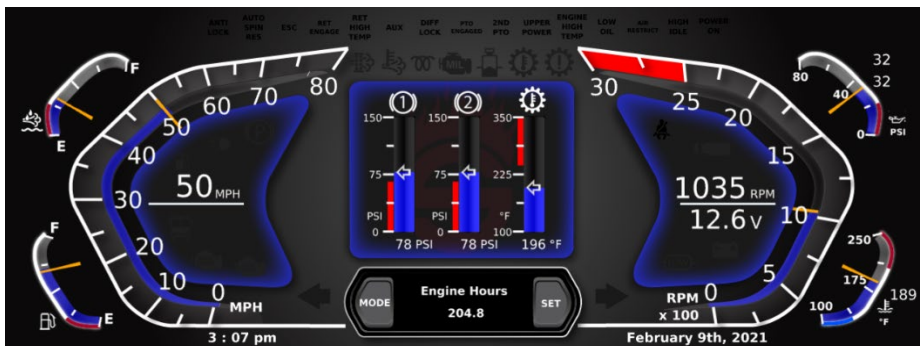 ANTI LOCK
AUTO SPIN RES
ESC
RET ENGAGE
RET HIGH TEMP
AUX
DIFF LOCK
PTO ENGAGED
2ND PTO
UPPER POWER
ENGINE HIGH TEMP
LOW OIL
AIR RESTRICT
HIGH IDLE
POWER ON
MIL
F
E
80
70
60
50
40
30
20
10
0
MPH
50 MPH
F
E
1
2
150
75
PSI
0
78 PSI
150
75
PSI
0
78 PSI
350
225
°F
100
196 °F
MODE
Engine Hours
204.8
SET
30
25
20
15
10
5
0
RPM
x 100
1035 RPM
12.6 V
80
40
0
32
32
PSI
250
175
100
189
°F
3 : 07 pm
February 9th, 2021